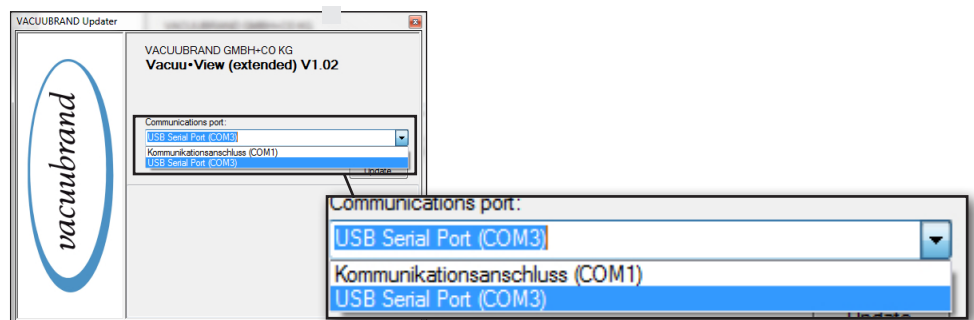 VACUUBRAND Updater
vacuubrand
VACUUBRAND GMBH+CO KG
Vacuu•View (extended) V1.02
Communications port:
USB Serial Port (COM3)
Kommunikationsanschluss (COM1)
USB Serial Port (COM3)
Update
Communications port:
USB Serial Port (COM3)
Kommunikationsanschluss (COM1)
USB Serial Port (COM3)
Update